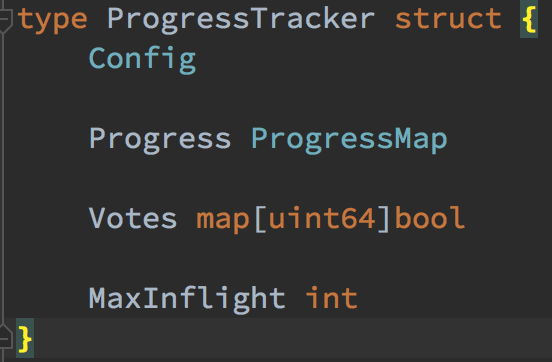 type ProgressTracker struct {
Config
Progress ProgressMap
Votes map[uint64]bool
MaxInflight int
}